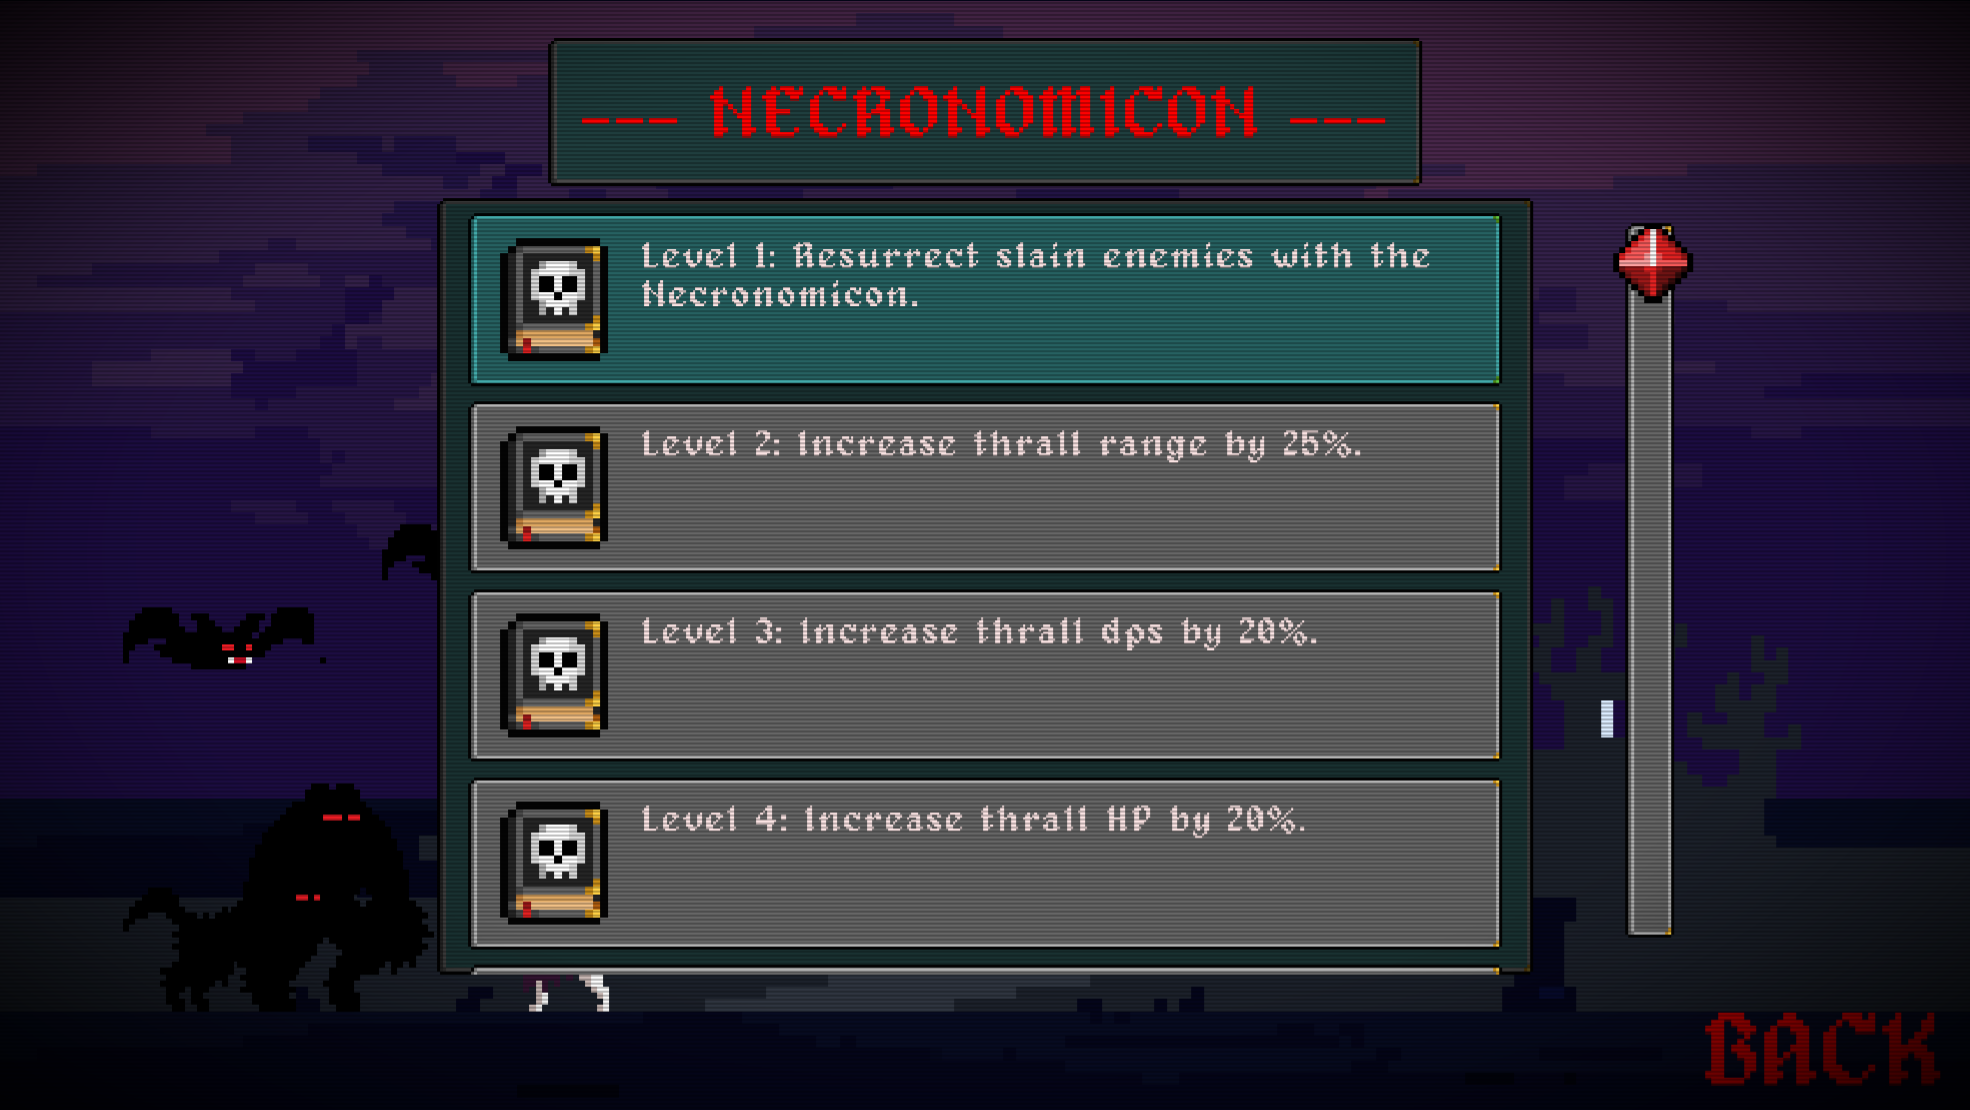 --- NECRONOMICON ---
Level 1: Resurrect slain enemies with the
Necronomicon.
Level 2: Increase thrall range by 25%.
Level 3: Increase thrall dps by 20%.
Level 4: Increase thrall HP by 20%.
BACK